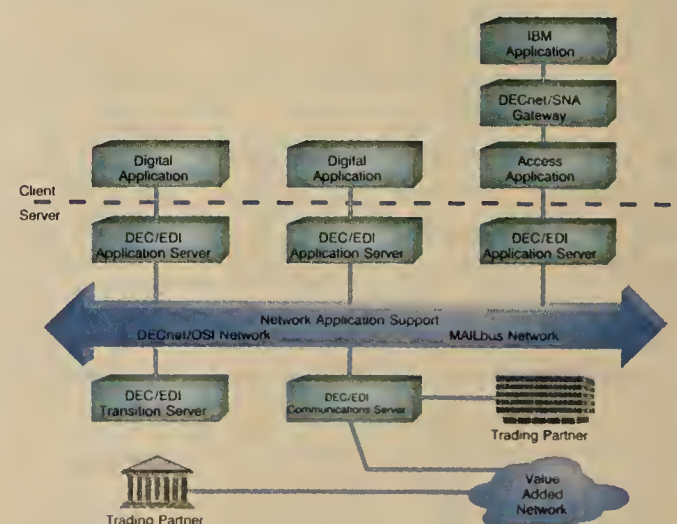 IBM
Application
DECnet/SNA
Gateway
Digital
Application
Digital
Application
Access
Application
Client
Server
DEC/EDI
Application Server
DEC/EDI
Application Server
DEC/EDI
Application Server
Network Application Support
DECnet/OSI Network
MAILbus Network
DEC/EDI
Transition Server
DEC/EDI
Communications Server
Trading Partner
Value
Added
Network
Trading Partner